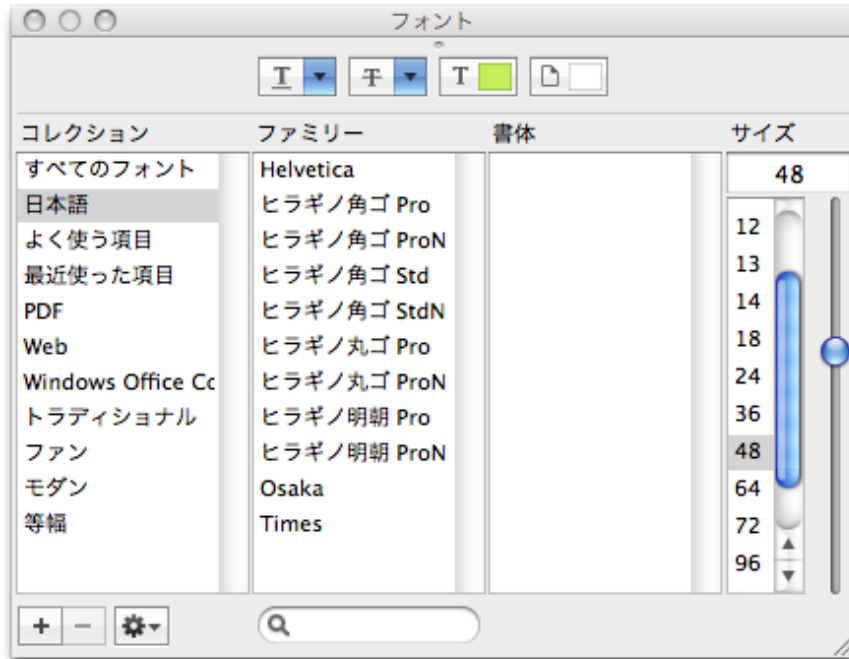 フォント
T
T
T
コレクション
ファミリー
書体
サイズ
すべてのフォント
日本語
よく使う項目
最近使った項目
PDF
Web
Windows Office Cc
トラディショナル
ファン
モダン
等幅
Helvetica
ヒラギノ角ゴ Pro
ヒラギノ角ゴ ProN
ヒラギノ角ゴ Std
ヒラギノ角ゴ StdN
ヒラギノ丸ゴ Pro
ヒラギノ丸ゴ ProN
ヒラギノ明朝 Pro
ヒラギノ明朝 ProN
Osaka
Times
48
12
13
14
18
24
36
48
64
72
96